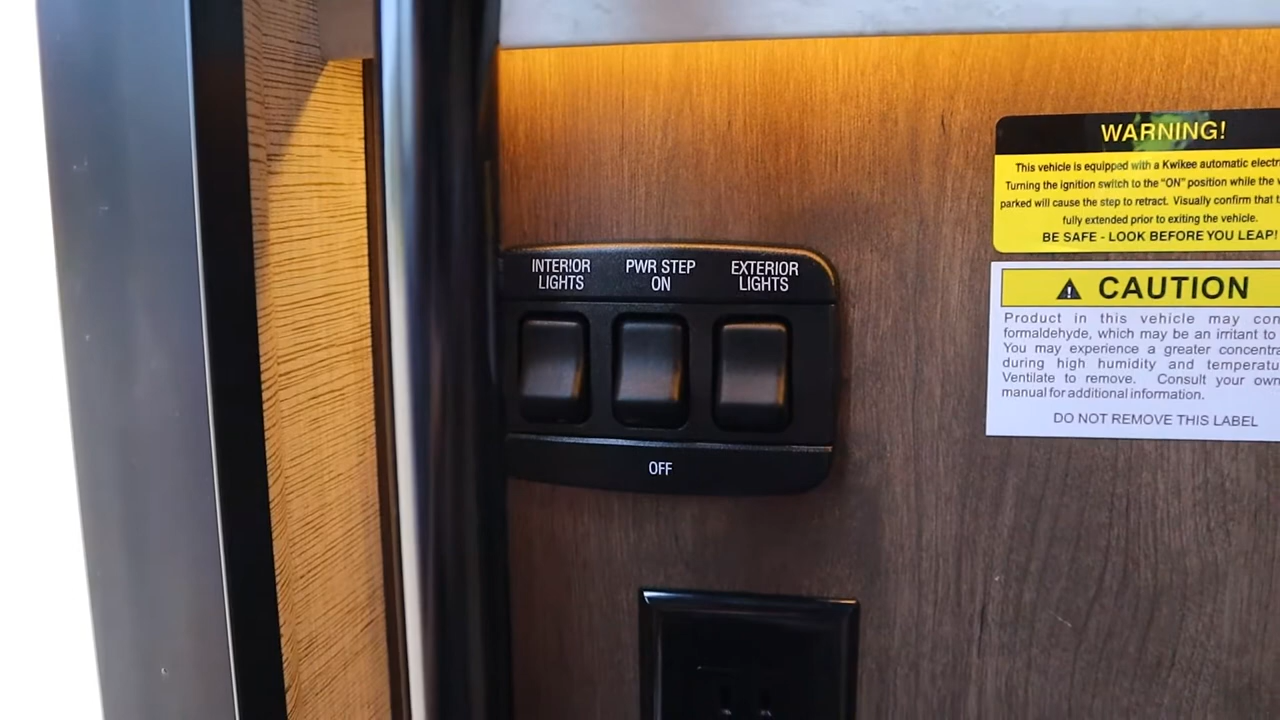 INTERIOR LIGHTS
PWR STEP ON
EXTERIOR LIGHTS
OFF
WARNING!
This vehicle is equipped with a Kwikee automatic
Turning the ignition switch to the "ON" position while the
parked will cause the step to retract. Visually confirm that
fully extended prior to exiting the vehicle.
BE SAFE - LOOK BEFORE YOU LEAP!
CAUTION
Product in this vehicle may
formaldehyde, which may be an irritant to
You may experience a greater
during high humidity and
Ventilate to remove. Consult your
manual for additional information.
DO NOT REMOVE THIS LABEL